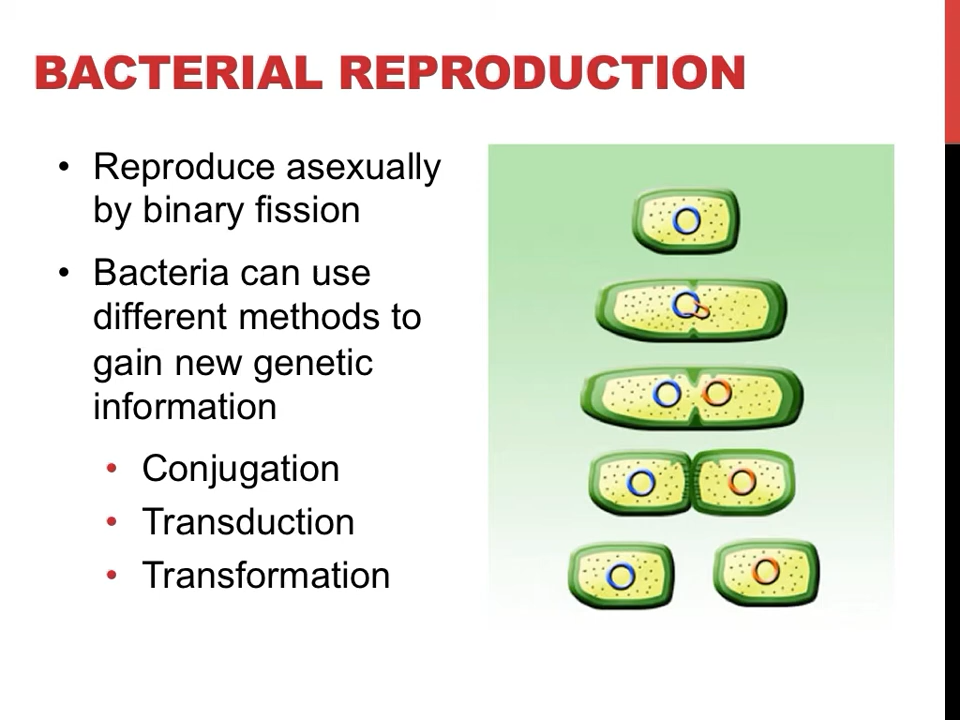 BACTERIAL REPRODUCTION
• Reproduce asexually
by binary fission
• Bacteria can use
different methods to
gain new genetic
information
• Conjugation
• Transduction
• Transformation